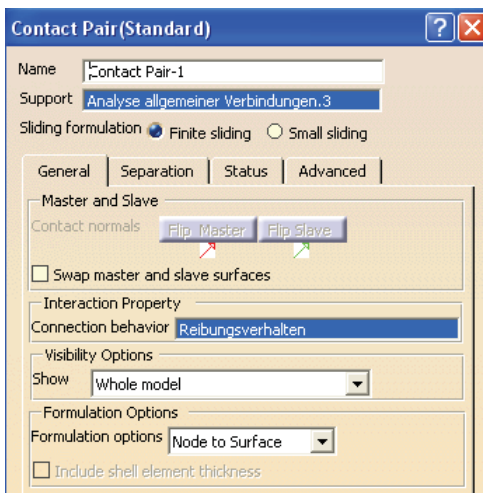 Contact Pair(Standard)
Name Contact Pair-1
Support Analyse allgemeiner Verbindungen.3
Sliding formulation Finite sliding Small sliding
General Separation Status Advanced
Master and Slave
Contact normals Flip Master Flip Slave
Swap master and slave surfaces
Interaction Property
Connection behavior Reibungsverhalten
Visibility Options
Show Whole model
Formulation Options
Formulation options Node to Surface
Include shell element thickness